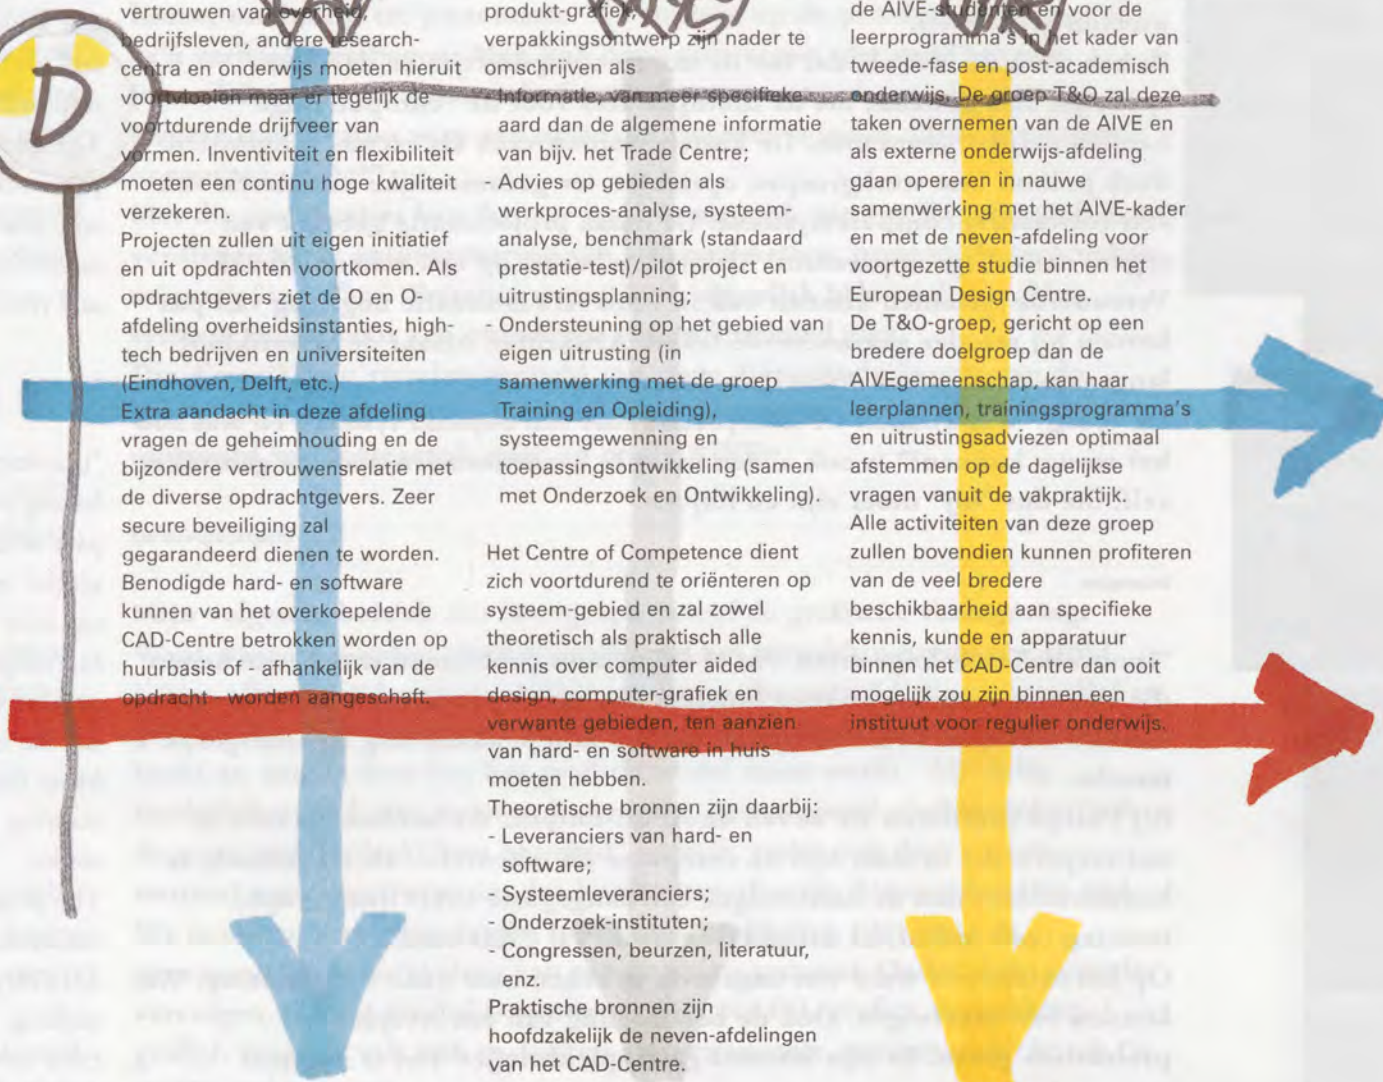 D
vertrouwen van overheid,
bedrijfsleven, andere research-
centra en onderwijs moeten hieruit
voortvloeien maar er tegelijk de
voortdurende drijfveer van
vormen. Inventiviteit en flexibiliteit
moeten een continu hoge kwaliteit
verzekeren.
Projecten zullen uit eigen initiatief
en uit opdrachten voortkomen. Als
opdrachtgevers ziet de O en O-
afdeling overheidsinstanties, high-
tech bedrijven en universiteiten
(Eindhoven, Delft, etc.)
Extra aandacht in deze afdeling
vragen de geheimhouding en de
bijzondere vertrouwensrelatie met
de diverse opdrachtgevers. Zeer
secure beveiliging zal
gegarandeerd dienen te worden.
Benodigde hard- en software
kunnen van het overkoepelende
CAD-Centre betrokken worden op
huurbasis of - afhankelijk van de
opdracht - worden aangeschaft.
produkt-grafiek,
verpakkingsontwerp zijn nader te
omschrijven als
- Informatie, van meer specifieke
aard dan de algemene informatie
van bijv. het Trade Centre;
- Advies op gebieden als
werkproces-analyse, systeem-
analyse, benchmark (standaard
prestatie-test)/pilot project en
uitrustingsplanning;
- Ondersteuning op het gebied van
eigen uitrusting (in
samenwerking met de groep
Training en Opleiding),
systeemgewenning en
toepassingsontwikkeling (samen
met Onderzoek en Ontwikkeling).
Het Centre of Competence dient
zich voortdurend te oriënteren op
systeem-gebied en zal zowel
theoretisch als praktisch alle
kennis over computer aided
design, computer-grafiek en
verwante gebieden, ten aanzien
van hard- en software in huis
moeten hebben.
Theoretische bronnen zijn daarbij:
- Leveranciers van hard- en
software;
- Systeemleveranciers;
- Onderzoek-instituten;
- Congressen, beurzen, literatuur,
enz.
Praktische bronnen zijn
hoofdzakelijk de neven-afdelingen
van het CAD-Centre.
de AIVE-studenten en voor de
leerprogramma's in het kader van
tweede-fase en post-academisch
onderwijs. De groep T&O zal deze
taken overnemen van de AIVE en
als externe onderwijs-afdeling
gaan opereren in nauwe
samenwerking met het AIVE-kader
en met de neven-afdeling voor
voortgezette studie binnen het
European Design Centre.
De T&O-groep, gericht op een
bredere doelgroep dan de
AIVEgemeenschap, kan haar
leerplannen, trainingsprogramma's
en uitrustingsadviezen optimaal
afstemmen op de dagelijkse
vragen vanuit de vakpraktijk.
Alle activiteiten van deze groep
zullen bovendien kunnen profiteren
van de veel bredere
beschikbaarheid aan specifieke
kennis, kunde en apparatuur
binnen het CAD-Centre dan ooit
mogelijk zou zijn binnen een
instituut voor regulier onderwijs.